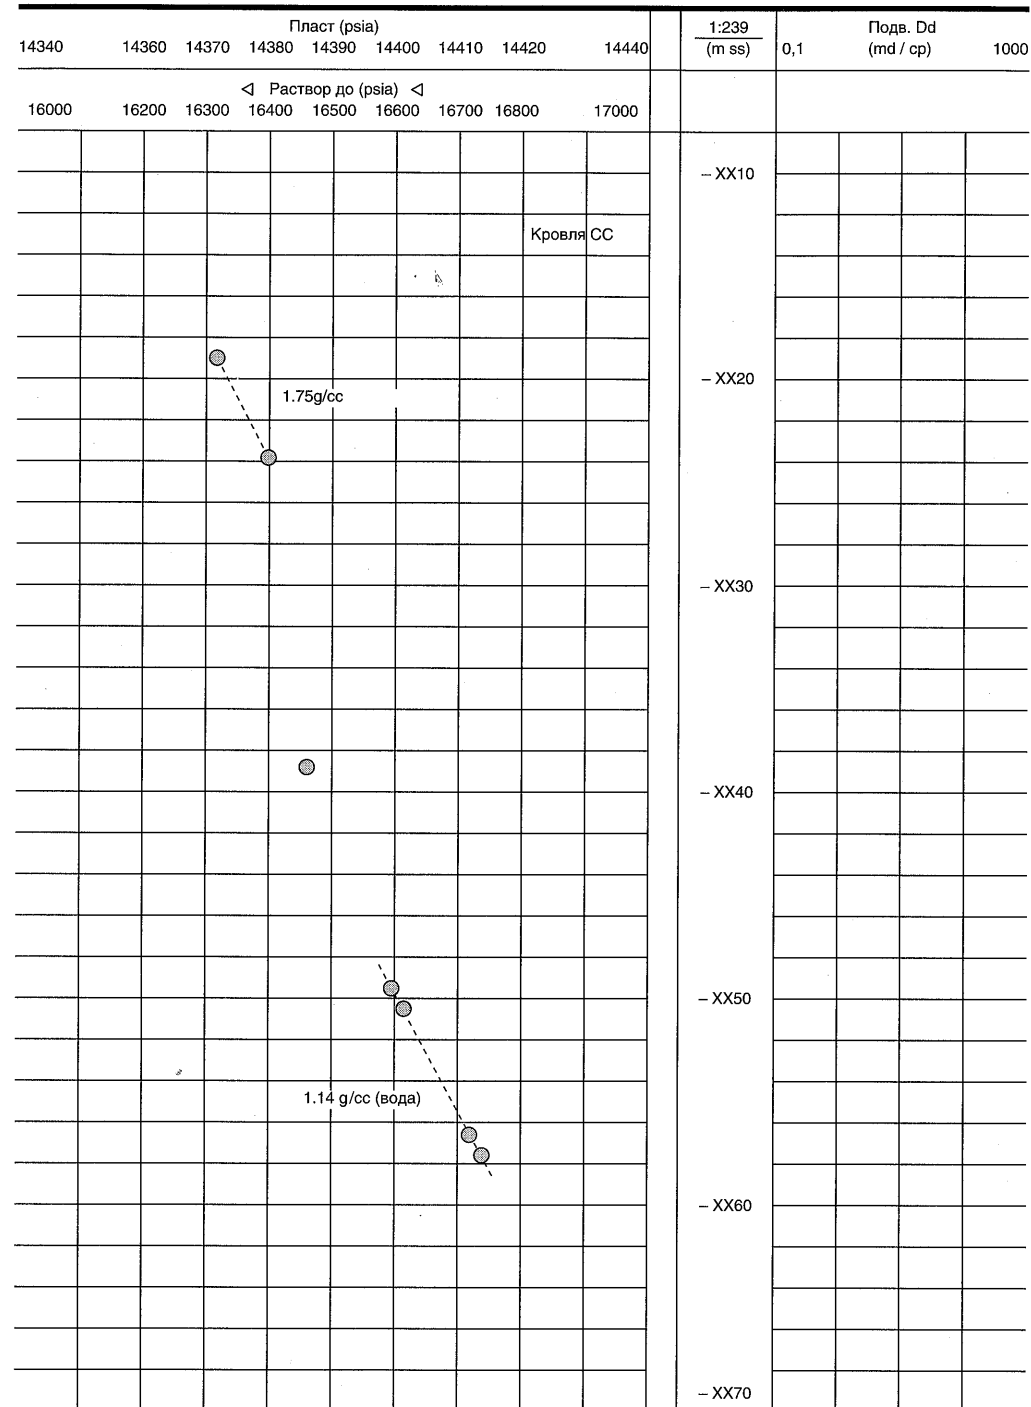 Пласт (psia)
14340 14360 14370 14380 14390 14400 14410 14420 14440
1:239
(m ss)
Подв. Dd
0,1 (md / cp) 1000
Раствор до (psia)
16000 16200 16300 16400 16500 16600 16700 16800 17000
– XX10
Кровля CC
– XX20
1.75g/cc
– XX30
– XX40
– XX50
1.14 g/cc (вода)
– XX60
– XX70